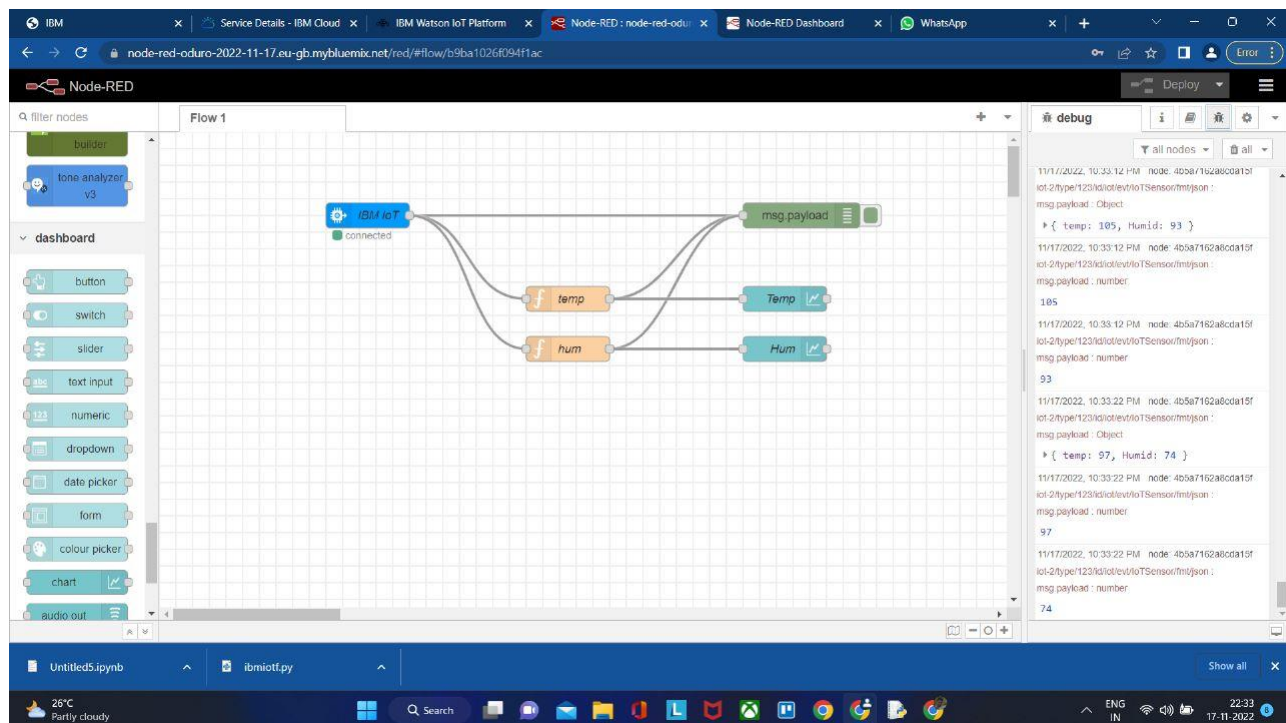 IBM
Service Details - IBM Cloud
IBM Watson IoT Platform
Node-RED : node-red-odur
Node-RED Dashboard
WhatsApp
node-red-oduro-2022-11-17.eu-gb.mybluemix.net/red/#flow/b9ba1026f094f1ac
Error
Node-RED
Deploy
filter nodes
Flow 1
debug
i
all nodes
all
builder
tone analyzer
v3
dashboard
button
switch
slider
abc
text input
123
numeric
dropdown
date picker
form
colour picker
chart
audio out
IBM IoT
connected
msg.payload
f temp
Temp
f hum
Hum
11/17/2022, 10:33:12 PM node: 4b5a7162a8cda15f
iot-2/type/123/id/iot/evt/IoTSensor/fmt/json :
msg.payload : Object
{ temp: 105, Humid: 93 }
11/17/2022, 10:33:12 PM node: 4b5a7162a8cda15f
iot-2/type/123/id/iot/evt/IoTSensor/fmt/json :
msg.payload : number
105
11/17/2022, 10:33:12 PM node: 4b5a7162a8cda15f
iot-2/type/123/id/iot/evt/IoTSensor/fmt/json :
msg.payload : number
93
11/17/2022, 10:33:22 PM node: 4b5a7162a8cda15f
iot-2/type/123/id/iot/evt/IoTSensor/fmt/json :
msg.payload : Object
{ temp: 97, Humid: 74 }
11/17/2022, 10:33:22 PM node: 4b5a7162a8cda15f
iot-2/type/123/id/iot/evt/IoTSensor/fmt/json :
msg.payload : number
97
11/17/2022, 10:33:22 PM node: 4b5a7162a8cda15f
iot-2/type/123/id/iot/evt/IoTSensor/fmt/json :
msg.payload : number
74
Untitled5.ipynb
ibmiotf.py
Show all
26°C
Partly cloudy
Search
L
ENG
IN
22:33
17-11-2022
8